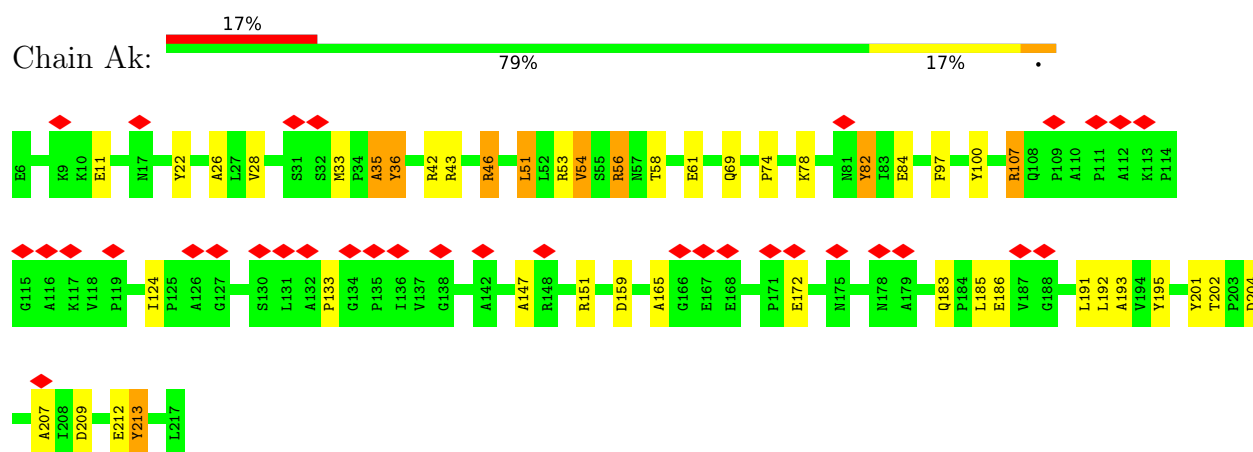 17%
Chain Ak:
79% 17% •
E6 K9 K10 E11 N17 Y22 A26 L27 V28 S31 S32 M33 P34 A35 Y36 R42 R43 R46 L51 L52 R53 V54 S55 R56 N57 T58 E61 Q69 P74 K78 N81 Y82 I83 E84 F97 Y100 R107 Q108 P109 A110 P111 A112 K113 P114
G115 A116 K117 V118 P119 I124 P125 A126 G127 S130 L131 A132 P133 G134 P135 I136 V137 G138 A142 A147 R148 R151 D159 A165 G166 E167 E168 P171 E172 N175 N178 A179 Q183 P184 L185 E186 V187 G188 L191 L192 A193 V194 Y195 Y201 T202 P203
A207 I208 D209 E212 Y213 L217